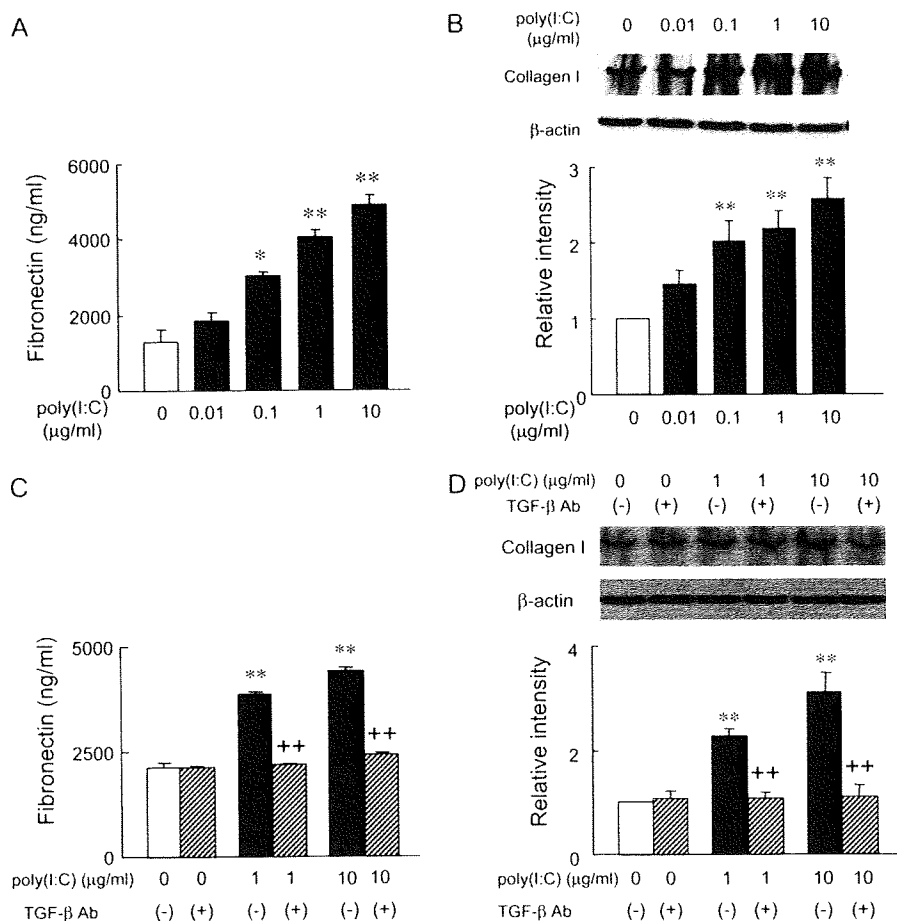 A
Fibronectin (ng/ml)
6000
4000
2000
0
* ** **
poly(I:C) (μg/ml)
0 0.01 0.1 1 10
B
poly(I:C) (μg/ml)
0 0.01 0.1 1 10
Collagen I
β-actin
Relative intensity
3
2
1
0
** ** **
poly(I:C) (μg/ml)
0 0.01 0.1 1 10
C
Fibronectin (ng/ml)
5000
2500
0
** ++ ** ++
poly(I:C) (μg/ml) 0 0 1 1 10 10
TGF-β Ab (-) (+) (-) (+) (-) (+)
D
poly(I:C) (μg/ml) 0 0 1 1 10 10
TGF-β Ab (-) (+) (-) (+) (-) (+)
Collagen I
β-actin
Relative intensity
4
2
0
** ++ ** ++
poly(I:C) (μg/ml) 0 0 1 1 10 10
TGF-β Ab (-) (+) (-) (+) (-) (+)